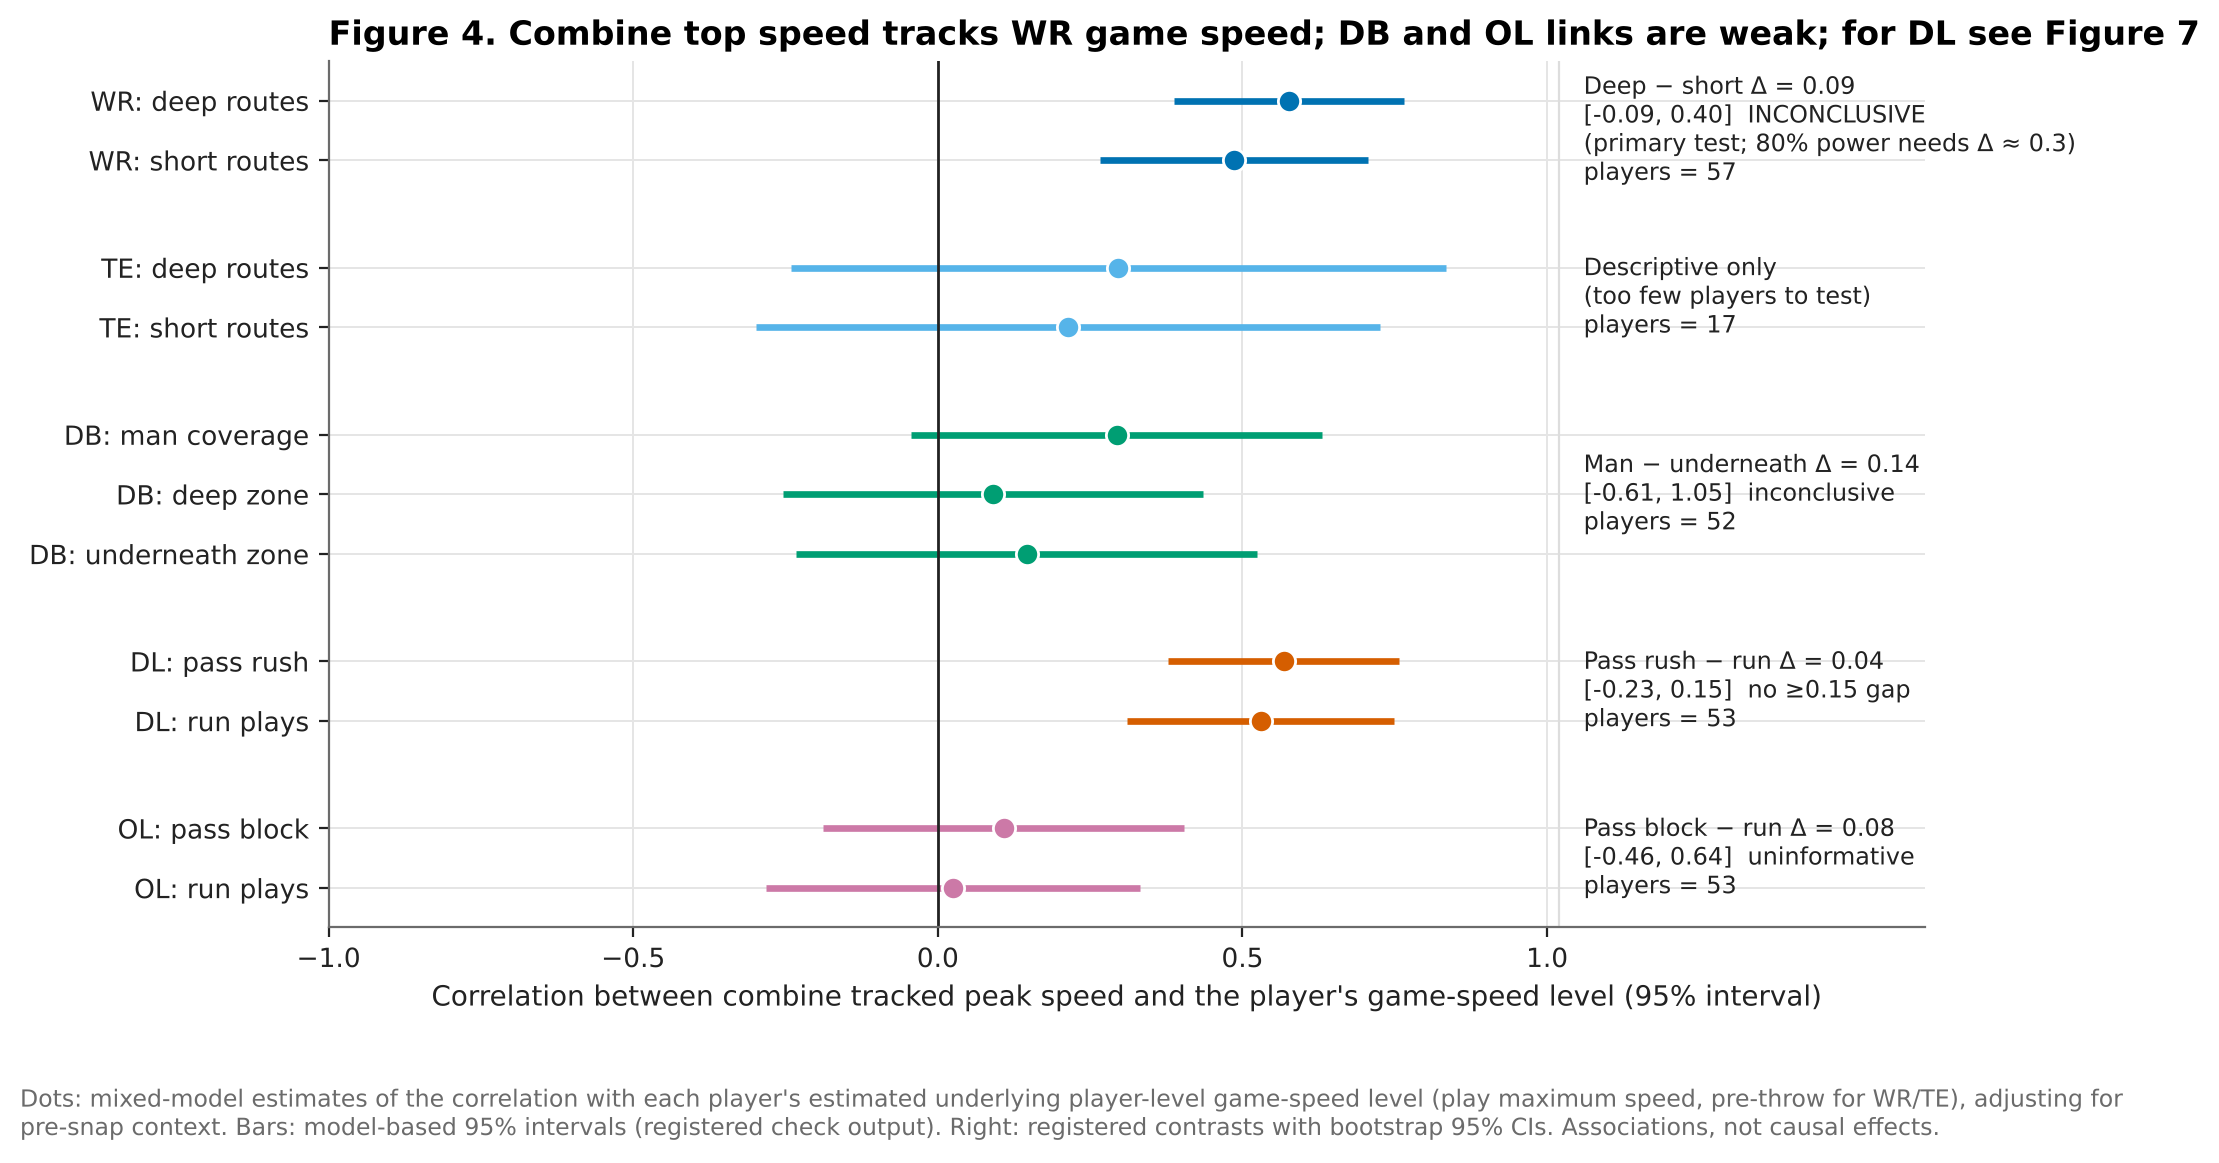 Figure 4. Combine top speed tracks WR game speed; DB and OL links are weak; for DL see Figure 7
WR: deep routes
WR: short routes
TE: deep routes
TE: short routes
DB: man coverage
DB: deep zone
DB: underneath zone
DL: pass rush
DL: run plays
OL: pass block
OL: run plays
Deep − short Δ = 0.09
[-0.09, 0.40]  INCONCLUSIVE
(primary test; 80% power needs Δ ≈ 0.3)
players = 57
Descriptive only
(too few players to test)
players = 17
Man − underneath Δ = 0.14
[-0.61, 1.05]  inconclusive
players = 52
Pass rush − run Δ = 0.04
[-0.23, 0.15]  no ≥0.15 gap
players = 53
Pass block − run Δ = 0.08
[-0.46, 0.64]  uninformative
players = 53
−1.0
−0.5
0.0
0.5
1.0
Correlation between combine tracked peak speed and the player's game-speed level (95% interval)
Dots: mixed-model estimates of the correlation with each player's estimated underlying player-level game-speed level (play maximum speed, pre-throw for WR/TE), adjusting for
pre-snap context. Bars: model-based 95% intervals (registered check output). Right: registered contrasts with bootstrap 95% CIs. Associations, not causal effects.